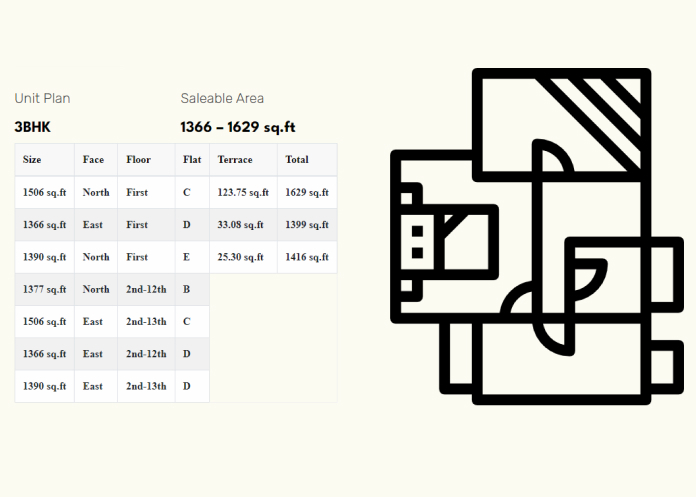 Unit Plan Saleable Area
3BHK 1366 – 1629 sq.ft
Size Face Floor Flat Terrace Total
1506 sq.ft North First C 123.75 sq.ft 1629 sq.ft
1366 sq.ft East First D 33.08 sq.ft 1399 sq.ft
1390 sq.ft North First E 25.30 sq.ft 1416 sq.ft
1377 sq.ft North 2nd-12th B
1506 sq.ft East 2nd-13th C
1366 sq.ft East 2nd-12th D
1390 sq.ft East 2nd-13th D